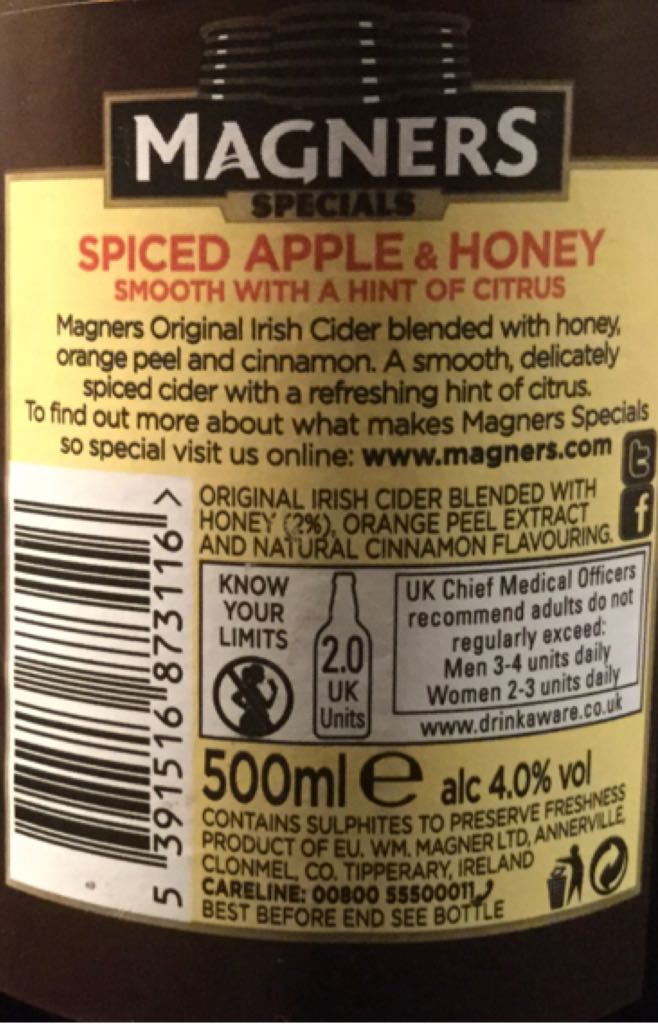 MAGNERS
SPECIALS
SPICED APPLE & HONEY
SMOOTH WITH A HINT OF CITRUS
Magners Original Irish Cider blended with honey,
orange peel and cinnamon. A smooth, delicately
spiced cider with a refreshing hint of citrus.
To find out more about what makes Magners Specials
so special visit us online: www.magners.com
ORIGINAL IRISH CIDER BLENDED WITH
HONEY (2%), ORANGE PEEL EXTRACT
AND NATURAL CINNAMON FLAVOURING.
KNOW
YOUR
LIMITS
2.0
UK
Units
UK Chief Medical Officers
recommend adults do not
regularly exceed:
Men 3-4 units daily
Women 2-3 units daily
www.drinkaware.co.uk
500ml e alc 4.0% vol
CONTAINS SULPHITES TO PRESERVE FRESHNESS
PRODUCT OF EU. WM. MAGNER LTD, ANNERVILLE,
CLONMEL, CO. TIPPERARY, IRELAND
CARELINE: 00800 55500011
BEST BEFORE END SEE BOTTLE
5 391516 873116 >
t
f